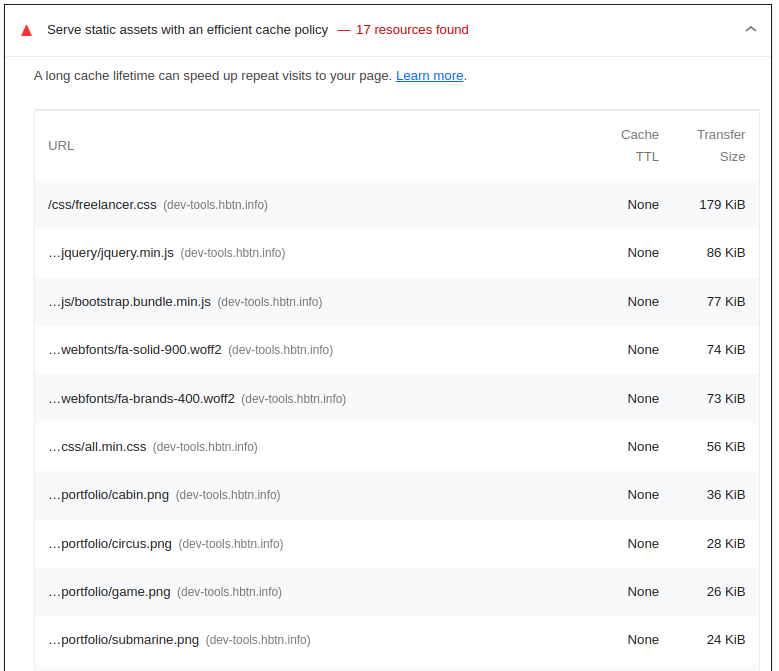 Serve static assets with an efficient cache policy — 17 resources found
A long cache lifetime can speed up repeat visits to your page. Learn more.
URL Cache TTL Transfer Size
/css/freelancer.css (dev-tools.hbtn.info) None 179 KiB
…jquery/jquery.min.js (dev-tools.hbtn.info) None 86 KiB
…js/bootstrap.bundle.min.js (dev-tools.hbtn.info) None 77 KiB
…webfonts/fa-solid-900.woff2 (dev-tools.hbtn.info) None 74 KiB
…webfonts/fa-brands-400.woff2 (dev-tools.hbtn.info) None 73 KiB
…css/all.min.css (dev-tools.hbtn.info) None 56 KiB
…portfolio/cabin.png (dev-tools.hbtn.info) None 36 KiB
…portfolio/circus.png (dev-tools.hbtn.info) None 28 KiB
…portfolio/game.png (dev-tools.hbtn.info) None 26 KiB
…portfolio/submarine.png (dev-tools.hbtn.info) None 24 KiB